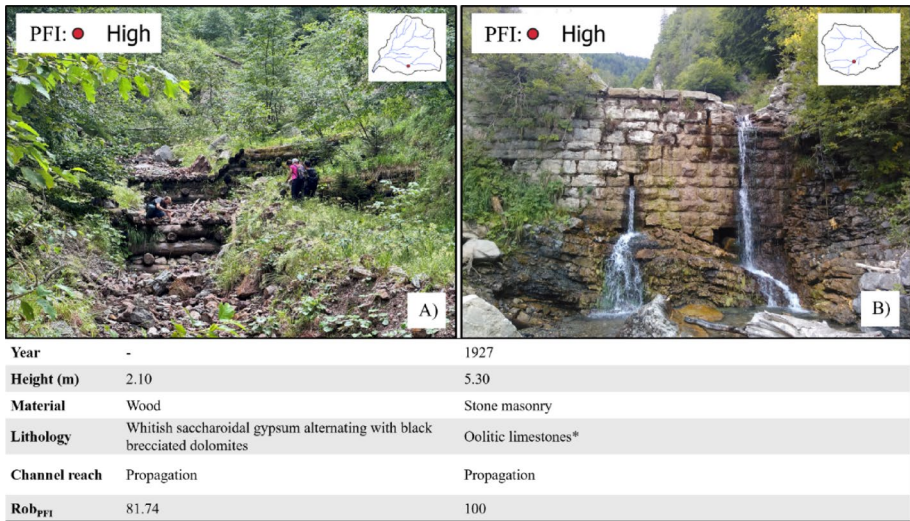 PFI: High
PFI: High
A)
B)
Year - 1927
Height (m) 2.10 5.30
Material Wood Stone masonry
Lithology Whitish saccharoidal gypsum alternating with black brecciated dolomites Oolitic limestones*
Channel reach Propagation Propagation
RobPFI 81.74 100